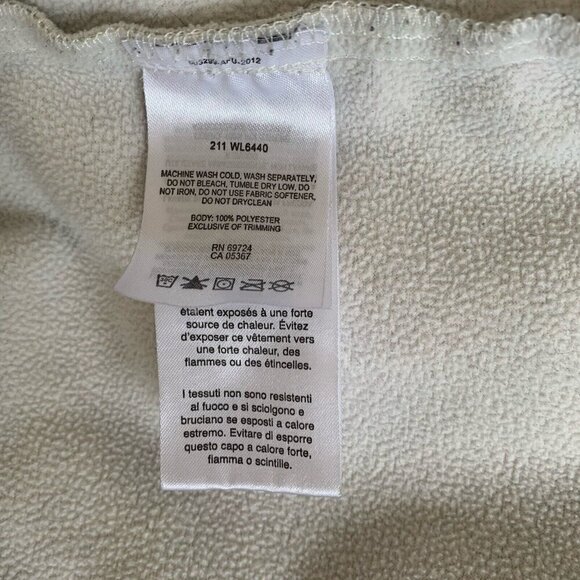 211 WL6440
MACHINE WASH COLD, WASH SEPARATELY,
DO NOT BLEACH, TUMBLE DRY LOW, DO
NOT IRON, DO NOT USE FABRIC SOFTENER,
DO NOT DRYCLEAN
BODY: 100% POLYESTER
EXCLUSIVE OF TRIMMING
RN 69724
CA 05367
étaient exposés à une forte
source de chaleur. Évitez
d'exposer ce vêtement vers
une forte chaleur, des
flammes ou des étincelles.
I tessuti non sono resistenti
al fuoco e si sciolgono e
bruciano se esposti a calore
estremo. Evitare di esporre
questo capo a calore forte,
fiamma o scintille.